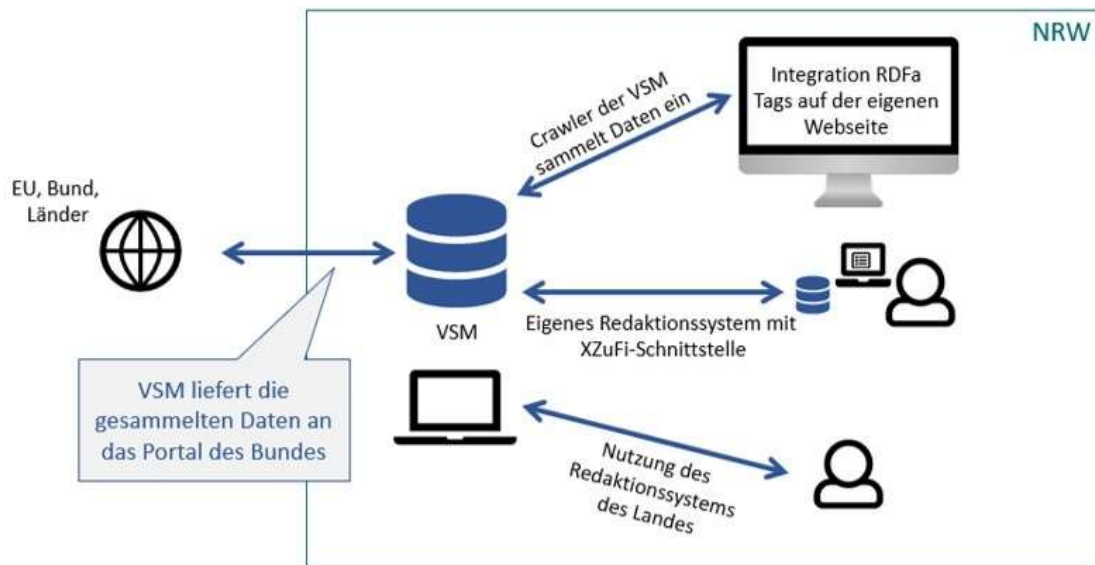 NRW
Integration RDFa
Tags auf der eigenen
Webseite
Crawler der VSM
sammelt Daten ein
EU, Bund,
Länder
VSM
Eigenes Redaktionssystem mit
XZuFi-Schnittstelle
VSM liefert die
gesammelten Daten an
das Portal des Bundes
Nutzung des
Redaktionssystems
des Landes